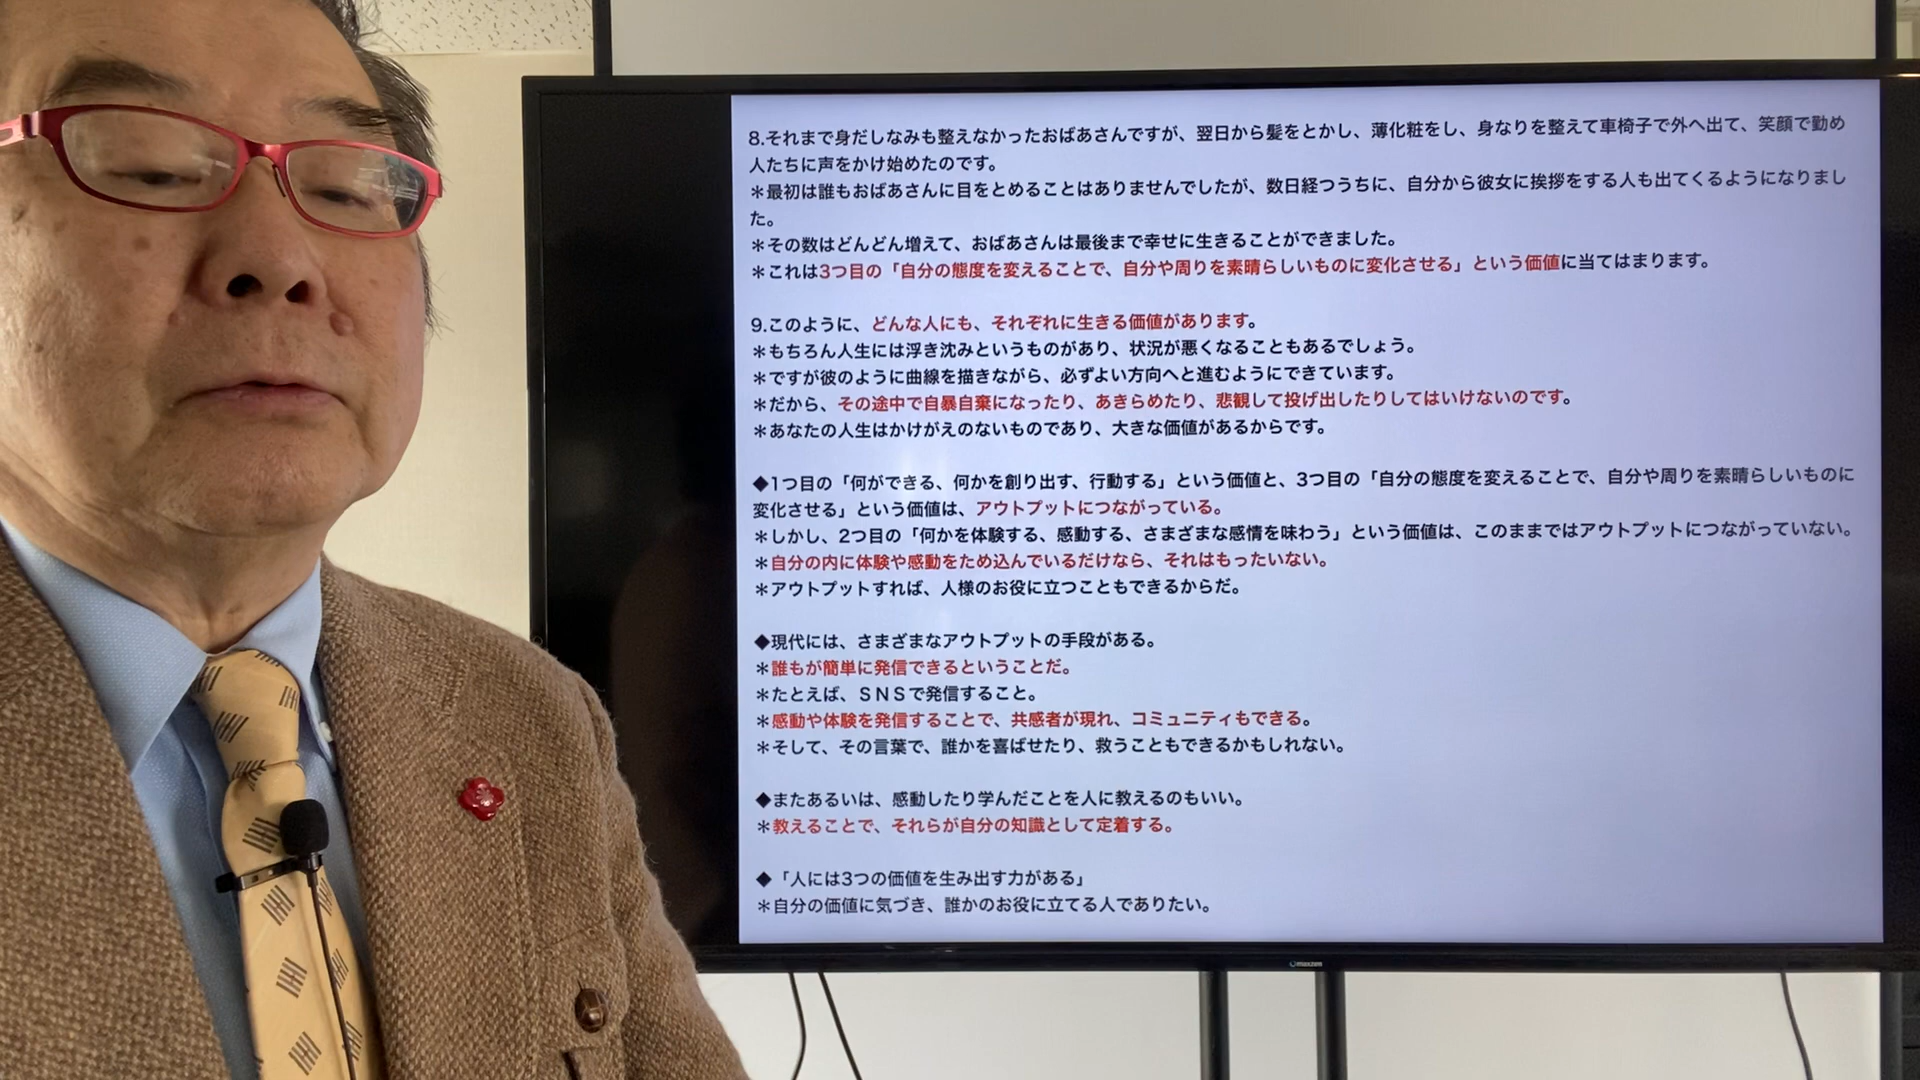 8.それまで身だしなみも整えなかったおばあさんですが、翌日から髪をとかし、薄化粧をし、身なりを整えて車椅子で外へ出て、笑顔で勤め
人たちに声をかけ始めたのです。
＊最初は誰もおばあさんに目をとめることはありませんでしたが、数日経つうちに、自分から彼女に挨拶をする人も出てくるようになりまし
た。
＊その数はどんどん増えて、おばあさんは最後まで幸せに生きることができました。
＊これは3つ目の「自分の態度を変えることで、自分や周りを素晴らしいものに変化させる」という価値に当てはまります。
9.このように、どんな人にも、それぞれに生きる価値があります。
＊もちろん人生には浮き沈みというものがあり、状況が悪くなることもあるでしょう。
＊ですが彼のように曲線を描きながら、必ずよい方向へと進むようにできています。
＊だから、その途中で自暴自棄になったり、あきらめたり、悲観して投げ出したりしてはいけないのです。
＊あなたの人生はかけがえのないものであり、大きな価値があるからです。
◆1つ目の「何ができる、何かを創り出す、行動する」という価値と、3つ目の「自分の態度を変えることで、自分や周りを素晴らしいものに
変化させる」という価値は、アウトプットにつながっている。
＊しかし、2つ目の「何かを体験する、感動する、さまざまな感情を味わう」という価値は、このままではアウトプットにつながっていない。
＊自分の内に体験や感動をため込んでいるだけなら、それはもったいない。
＊アウトプットすれば、人様のお役に立つこともできるからだ。
◆現代には、さまざまなアウトプットの手段がある。
＊誰もが簡単に発信できるということだ。
＊たとえば、ＳＮＳで発信すること。
＊感動や体験を発信することで、共感者が現れ、コミュニティもできる。
＊そして、その言葉で、誰かを喜ばせたり、救うこともできるかもしれない。
◆またあるいは、感動したり学んだことを人に教えるのもいい。
＊教えることで、それらが自分の知識として定着する。
◆「人には3つの価値を生み出す力がある」
＊自分の価値に気づき、誰かのお役に立てる人でありたい。
maxzen